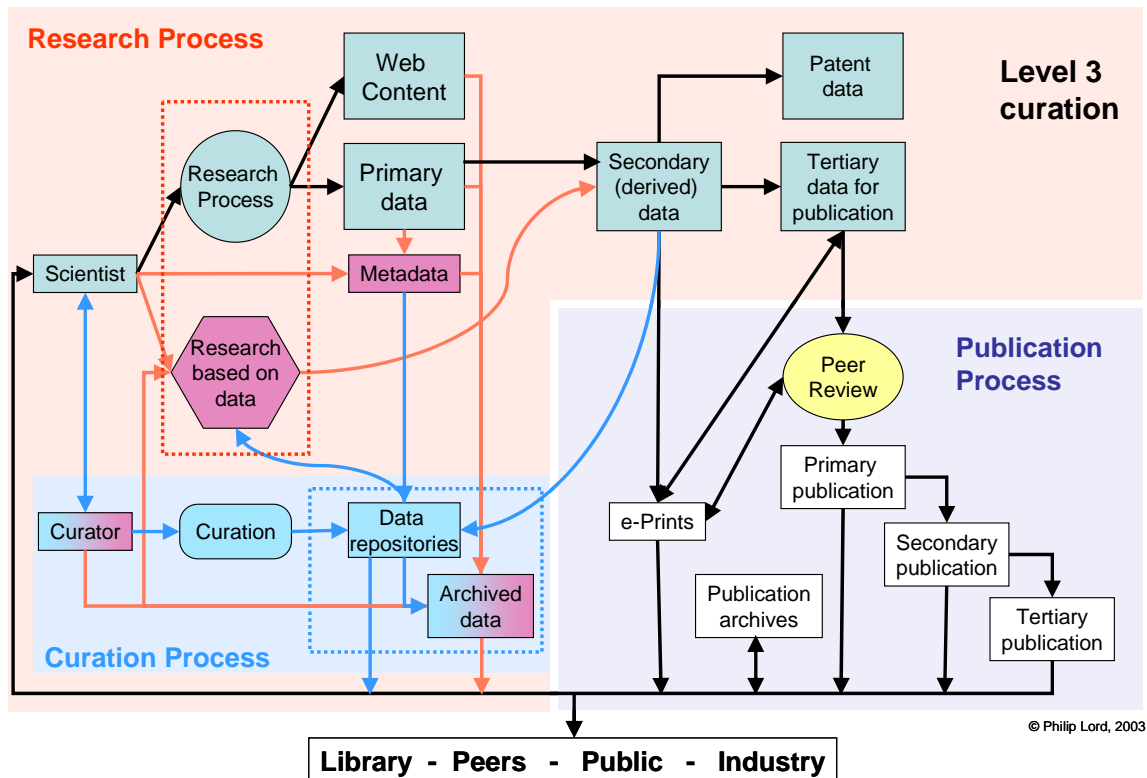 Research Process
Web
Content
Patent
data
Level 3
curation
Research
Process
Primary
data
Secondary
(derived)
data
Tertiary
data for
publication
Scientist
Metadata
Research
based on
data
Publication
Process
Peer
Review
Primary
publication
Curator
Curation
Data
repositories
e-Prints
Secondary
publication
Archived
data
Publication
archives
Tertiary
publication
Curation Process
© Philip Lord, 2003
Library - Peers - Public - Industry